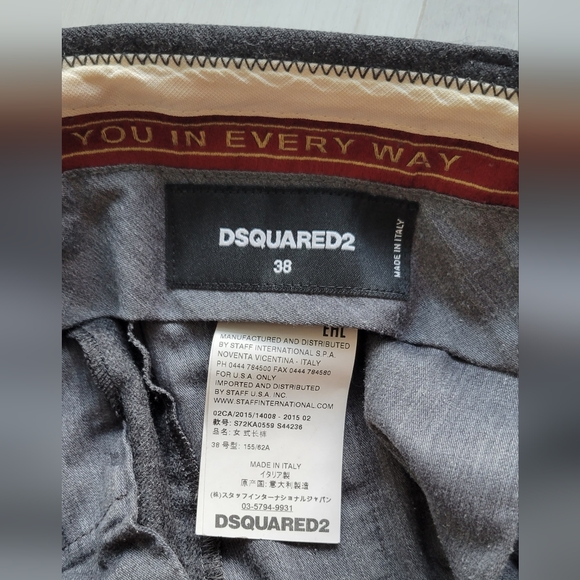 YOU IN EVERY WAY
DSQUARED2
38
MADE IN ITALY
EHL
MANUFACTURED AND DISTRIBUTED
BY STAFF INTERNATIONAL S.P.A.
NOVENTA VICENTINA - ITALY
PH 0444 784500 FAX 0444 784580
FOR U.S.A. ONLY
IMPORTED AND DISTRIBUTED
BY STAFF U.S.A. INC.
WWW.STAFFINTERNATIONAL.COM
02CA/2015/14008 - 2015 02
款号: S72KA0559 S44236
品名: 女式长裤
38 号型: 155/62A
MADE IN ITALY
イタリア製
原戸国: 意大利製造
(株)スタッフインターナショナルジャパン
03-5794-9931
DSQUARED2